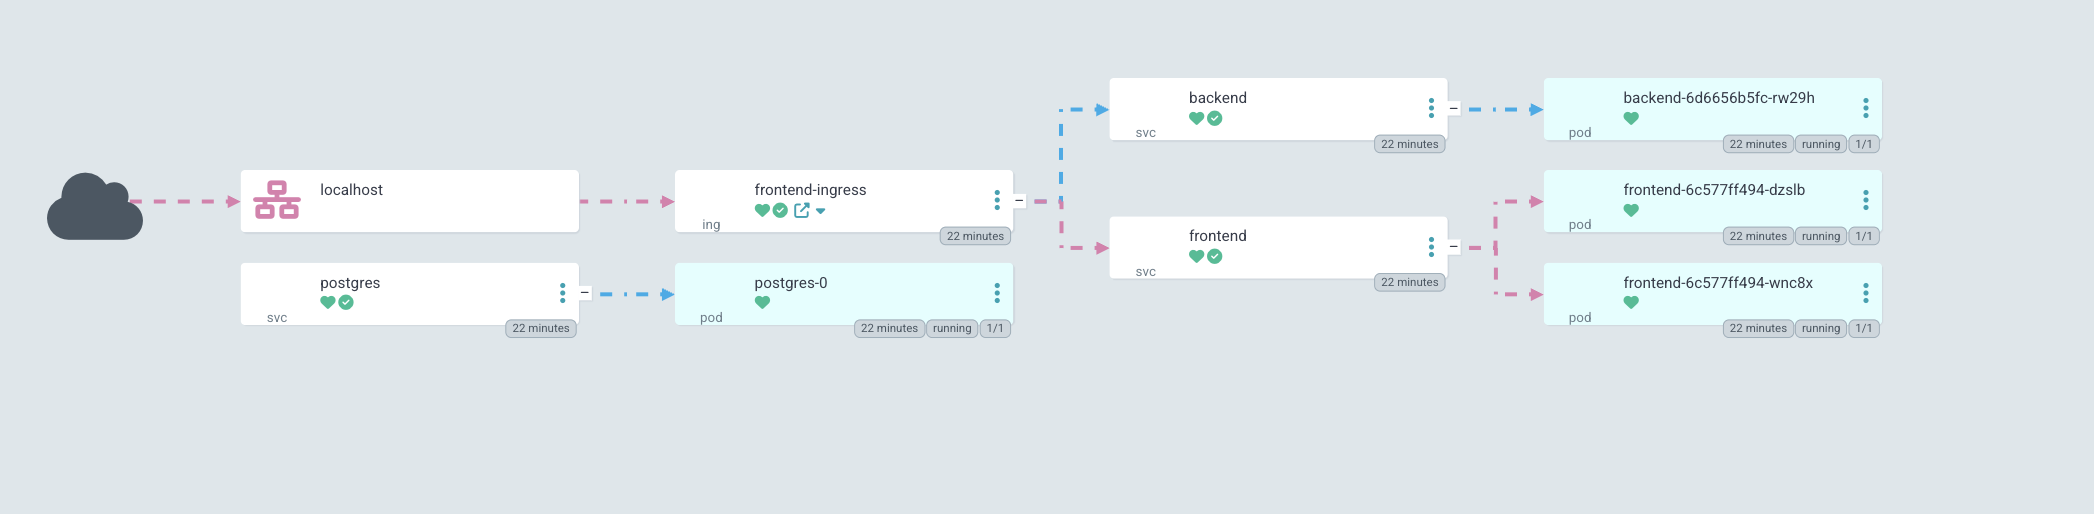 localhost
postgres
svc
22 minutes
frontend-ingress
ing
22 minutes
postgres-0
pod
22 minutes running 1/1
backend
svc
22 minutes
frontend
svc
22 minutes
backend-6d6656b5fc-rw29h
pod
22 minutes running 1/1
frontend-6c577ff494-dzslb
pod
22 minutes running 1/1
frontend-6c577ff494-wnc8x
pod
22 minutes running 1/1